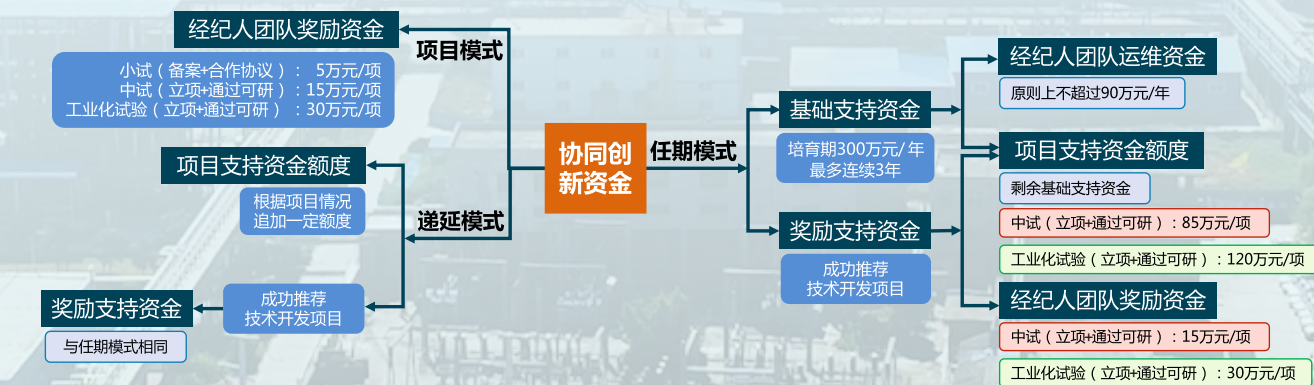 经纪人团队奖励资金
项目模式
小试（备案+合作协议）： 5万元/项
中试（立项+通过可研）：15万元/项
工业化试验（立项+通过可研）：30万元/项
项目支持资金额度
根据项目情况
追加一定额度
递延模式
奖励支持资金
与任期模式相同
成功推荐
技术开发项目
协同创
新资金
任期模式
基础支持资金
培育期300万元/年
最多连续3年
奖励支持资金
成功推荐
技术开发项目
经纪人团队运维资金
原则上不超过90万元/年
项目支持资金额度
剩余基础支持资金
中试（立项+通过可研）：85万元/项
工业化试验（立项+通过可研）：120万元/项
经纪人团队奖励资金
中试（立项+通过可研）：15万元/项
工业化试验（立项+通过可研）：30万元/项